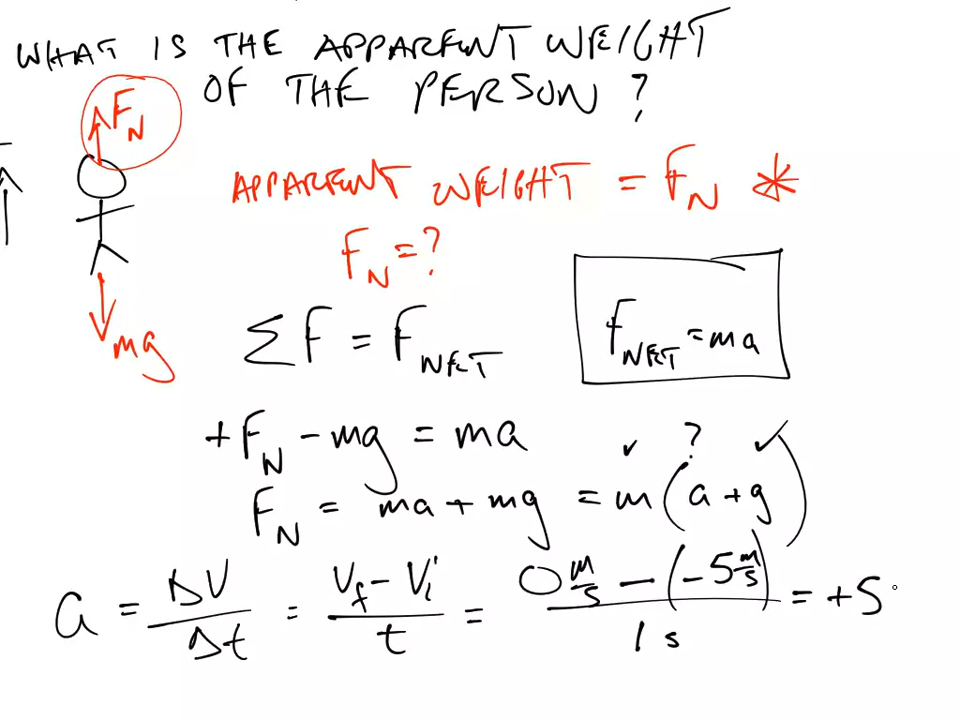 WHAT IS THE APPARENT WEIGHT
OF THE PERSON ?
F_N
APPARENT WEIGHT = F_N *
F_N = ?
mg
ΣF = F_NET
F_NET = ma
+F_N - mg = ma
✓ ? ✓
F_N = ma + mg = m(a + g)
a = ΔV/Δt = (V_f - V_i)/t = (0 m/s - (-5 m/s))/1 s = +5